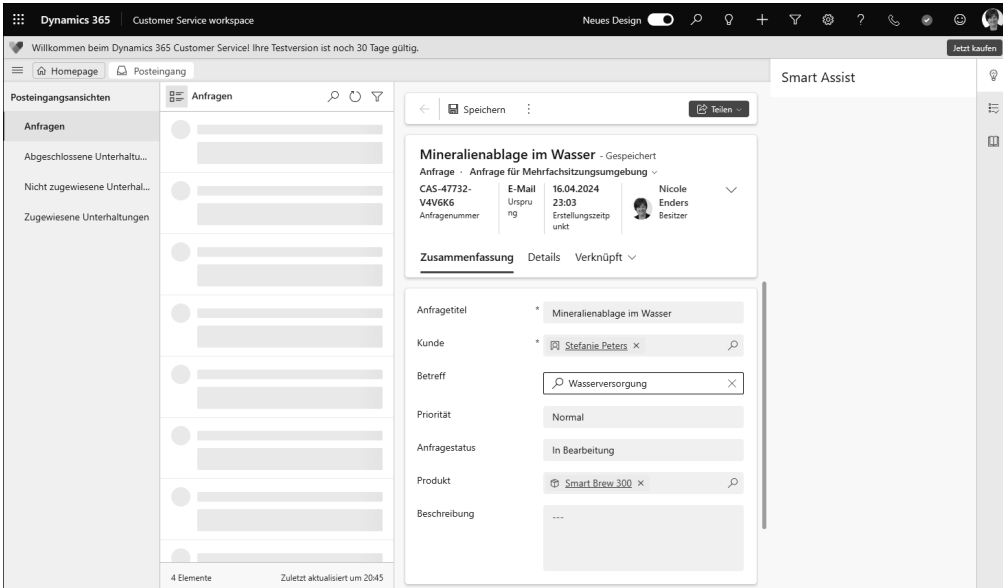 Dynamics 365 Customer Service workspace Neues Design
Willkommen beim Dynamics 365 Customer Service! Ihre Testversion ist noch 30 Tage gültig. Jetzt kaufen
Homepage Posteingang
Smart Assist
Posteingangsansichten
Anfragen
Abgeschlossene Unterhaltu...
Nicht zugewiesene Unterhal...
Zugewiesene Unterhaltungen
Anfragen
4 Elemente Zuletzt aktualisiert um 20:45
Speichern Teilen
Mineralienablage im Wasser - Gespeichert
Anfrage · Anfrage für Mehrfachsitzungsumgebung
CAS-47732-
V4V6K6
Anfragenummer
E-Mail
Urspru
ng
16.04.2024
23:03
Erstellungszeitp
unkt
Nicole
Enders
Besitzer
Zusammenfassung Details Verknüpft
Anfragetitel * Mineralienablage im Wasser
Kunde * Stefanie Peters
Betreff Wasserversorgung
Priorität Normal
Anfragestatus In Bearbeitung
Produkt Smart Brew 300
Beschreibung ---